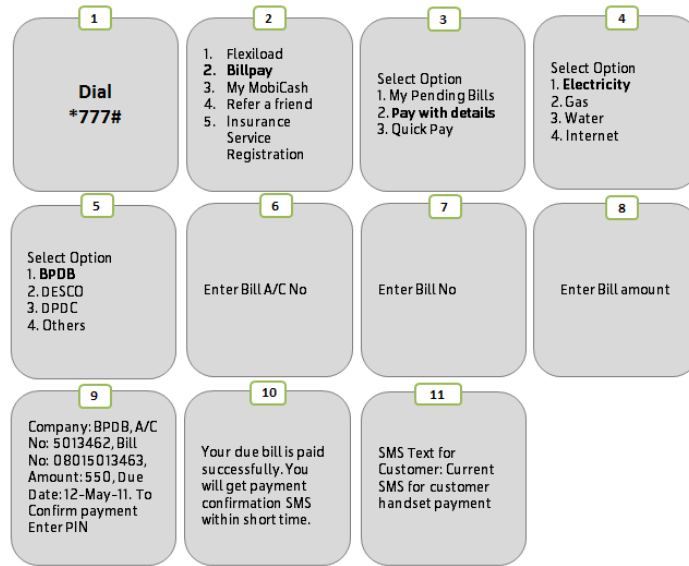 1
Dial
*777#
2
1. Flexiload
2. Billpay
3. My MobiCash
4. Refer a friend
5. Insurance
Service
Registration
3
Select Option
1. My Pending Bills
2. Pay with details
3. Quick Pay
4
Select Option
1. Electricity
2. Gas
3. Water
4. Internet
5
Select Option
1. BPDB
2. DESCO
3. DPDC
4. Others
6
Enter Bill A/C No
7
Enter Bill No
8
Enter Bill amount
9
Company: BPDB, A/C
No: 5013462, Bill
No: 08015013463,
Amount: 550, Due
Date: 12-May-11. To
Confirm payment
Enter PIN
10
Your due bill is paid
successfully. You
will get payment
confirmation SMS
within short time.
11
SMS Text for
Customer: Current
SMS for customer
handset payment